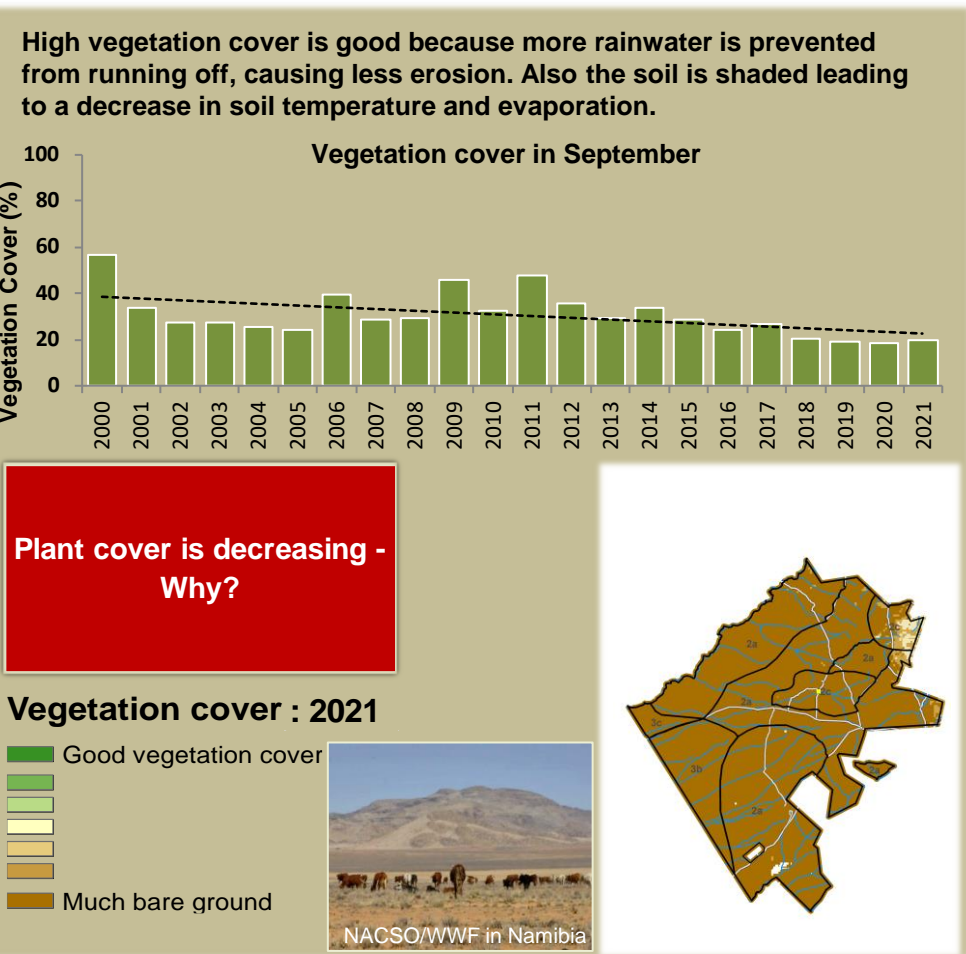 High vegetation cover is good because more rainwater is prevented
from running off, causing less erosion. Also the soil is shaded leading
to a decrease in soil temperature and evaporation.
Vegetation cover in September
Vegetation Cover (%)
100
80
60
40
20
0
2000
2001
2002
2003
2004
2005
2006
2007
2008
2009
2010
2011
2012
2013
2014
2015
2016
2017
2018
2019
2020
2021
Plant cover is decreasing -
Why?
Vegetation cover : 2021
Good vegetation cover
Much bare ground
NACSO/WWF in Namibia
2a
2c
2a
2a
3c
3b
2a